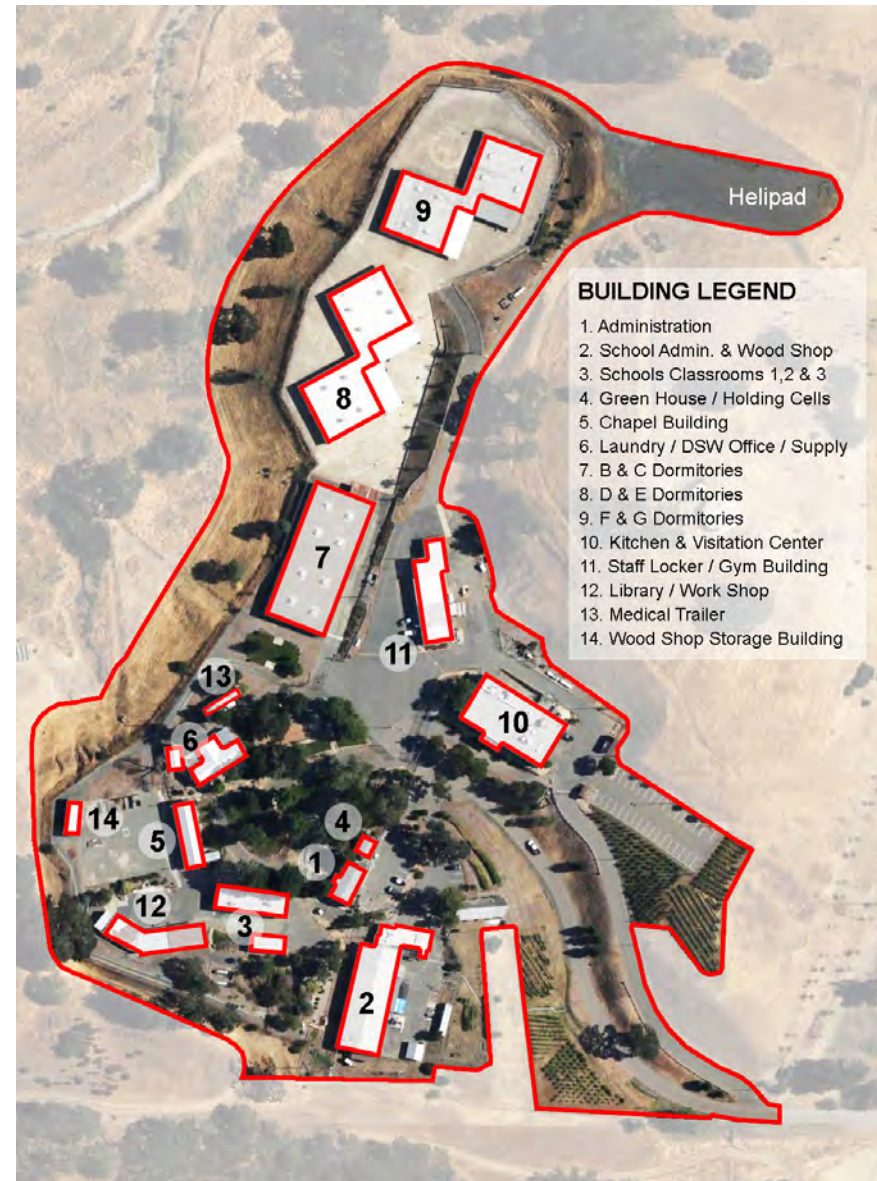 9
Helipad
BUILDING LEGEND
1. Administration
2. School Admin. & Wood Shop
3. Schools Classrooms 1,2 & 3
4. Green House / Holding Cells
5. Chapel Building
6. Laundry / DSW Office / Supply
7. B & C Dormitories
8. D & E Dormitories
9. F & G Dormitories
10. Kitchen & Visitation Center
11. Staff Locker / Gym Building
12. Library / Work Shop
13. Medical Trailer
14. Wood Shop Storage Building
8
7
11
13
10
6
14
5
4
1
12
3
2